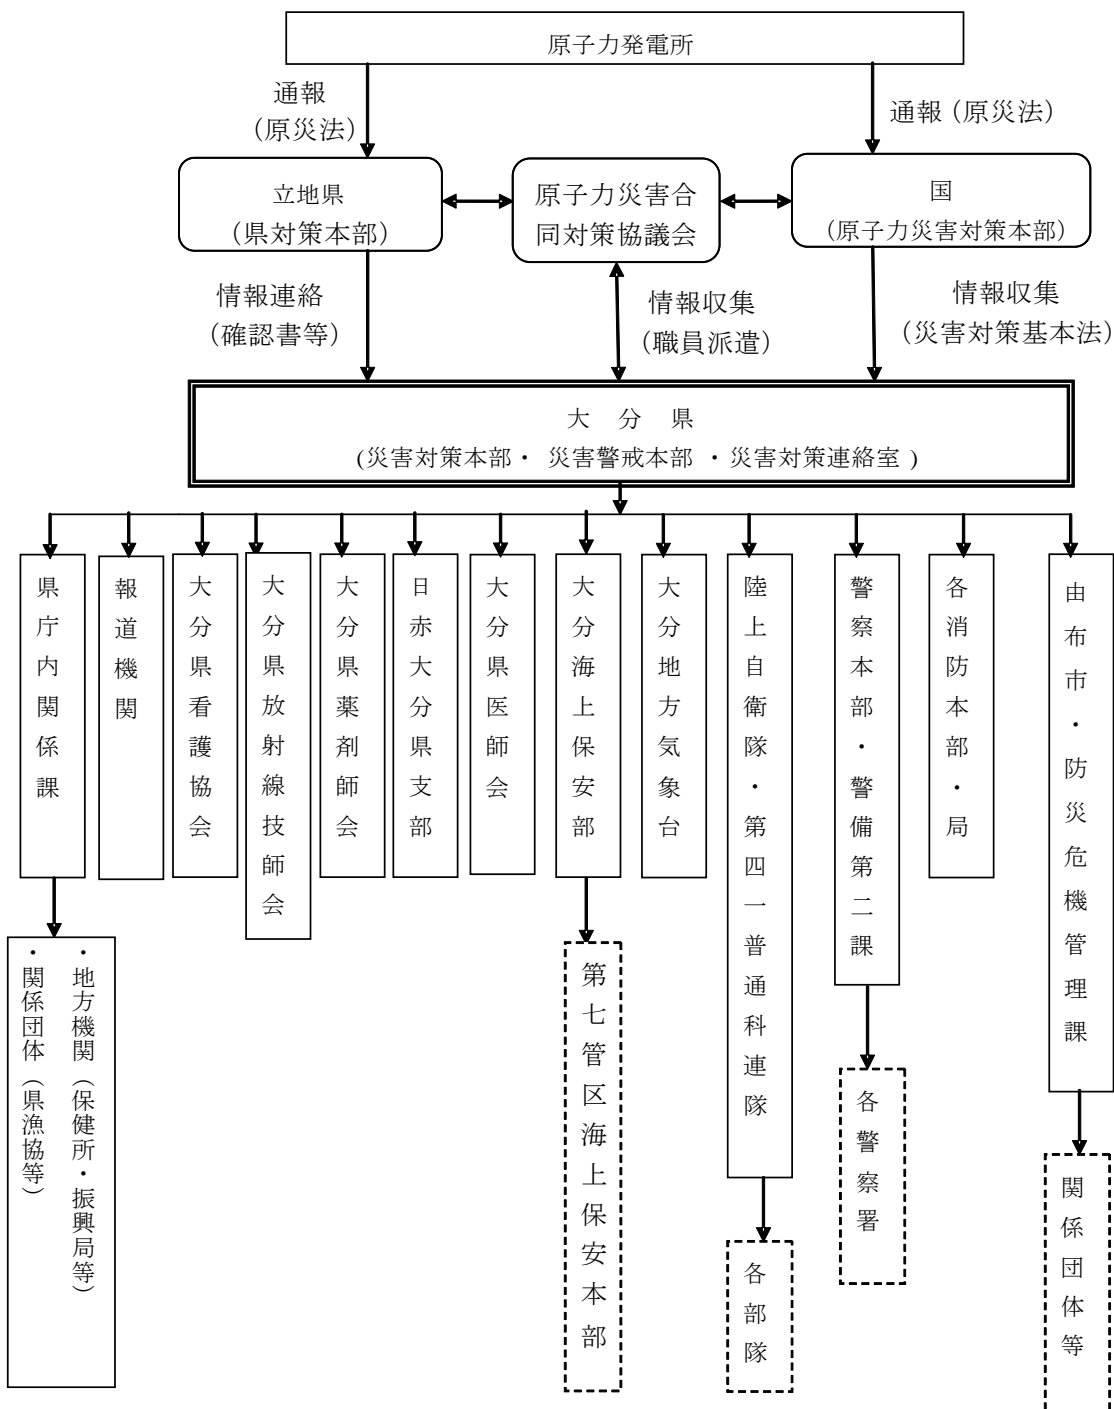 原子力発電所
通報
（原災法）
通報（原災法）
立地県
（県対策本部）
原子力災害合
同対策協議会
国
（原子力災害対策本部）
情報連絡
（確認書等）
情報収集
（職員派遣）
情報収集
（災害対策基本法）
大　分　県
(災害対策本部・ 災害警戒本部 ・災害対策連絡室 )
県庁内関係課
報道機関
大分県看護協会
大分県放射線技師会
大分県薬剤師会
日赤大分県支部
大分県医師会
大分海上保安部
大分地方気象台
陸上自衛隊・第四一普通科連隊
警察本部・警備第二課
各消防本部・局
由布市・防災危機管理課
・地方機関（保健所・振興局等）
・関係団体（県漁協等）
第七管区海上保安本部
各部隊
各警察署
関係団体等